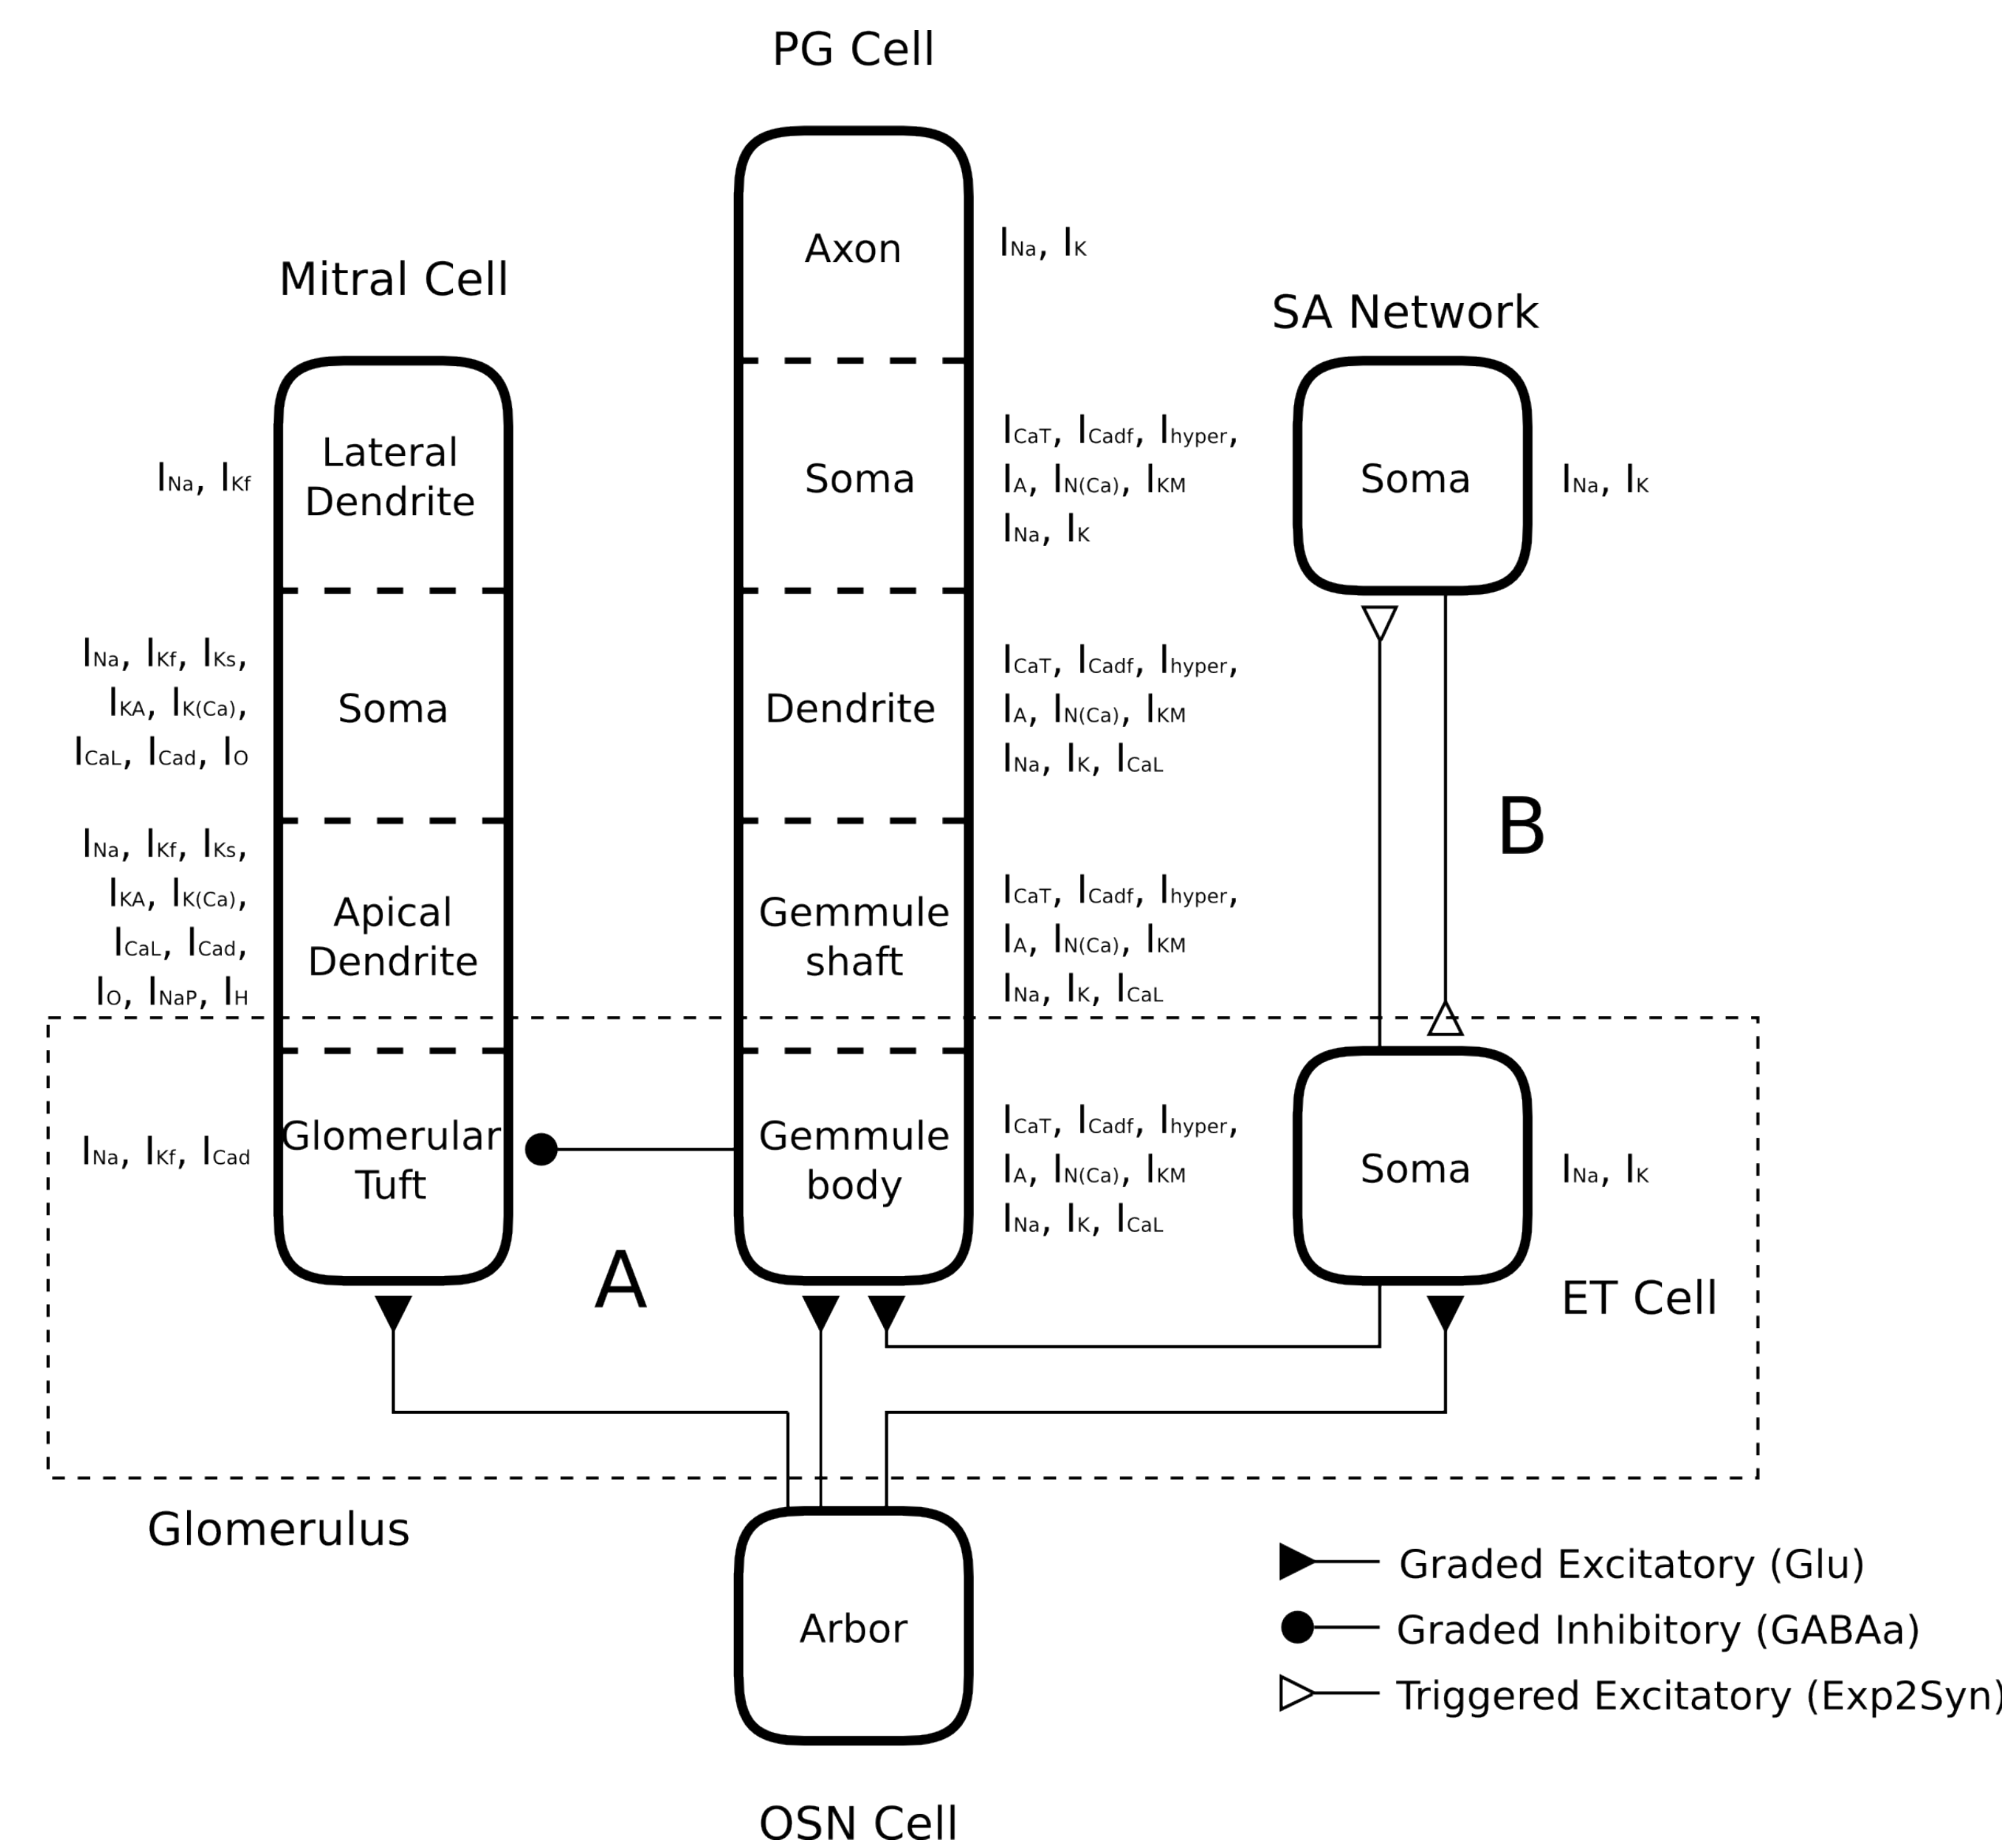 PG Cell
Axon
INa, IK
Mitral Cell
SA Network
Lateral
Dendrite
INa, IKf
Soma
ICaT, ICadf, Ihyper,
IA, IN(Ca), IKM
INa, IK
Soma
INa, IK
INa, IKf, IKs,
IKA, IK(Ca),
ICaL, ICad, IO
Soma
Dendrite
ICaT, ICadf, Ihyper,
IA, IN(Ca), IKM
INa, IK, ICaL
B
INa, IKf, IKs,
IKA, IK(Ca),
ICaL, ICad,
IO, INaP, IH
Apical
Dendrite
Gemmule
shaft
ICaT, ICadf, Ihyper,
IA, IN(Ca), IKM
INa, IK, ICaL
INa, IKf, ICad
Glomerular
Tuft
Gemmule
body
ICaT, ICadf, Ihyper,
IA, IN(Ca), IKM
INa, IK, ICaL
Soma
INa, IK
A
ET Cell
Glomerulus
Arbor
OSN Cell
Graded Excitatory (Glu)
Graded Inhibitory (GABAa)
Triggered Excitatory (Exp2Syn)